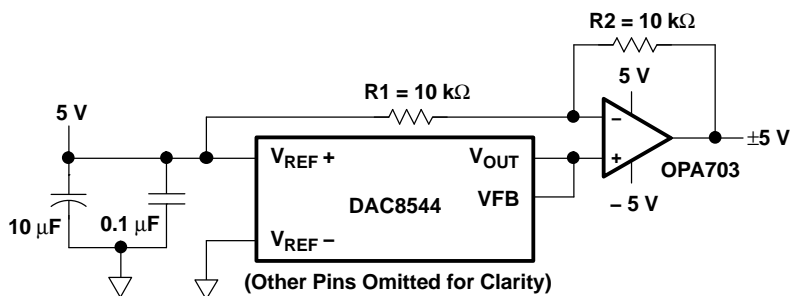 R2 = 10 kΩ
R1 = 10 kΩ
5 V
5 V
−
±5 V
+
OPA703
− 5 V
VREF +
VOUT
DAC8544
VFB
VREF −
10 µF
0.1 µF
(Other Pins Omitted for Clarity)